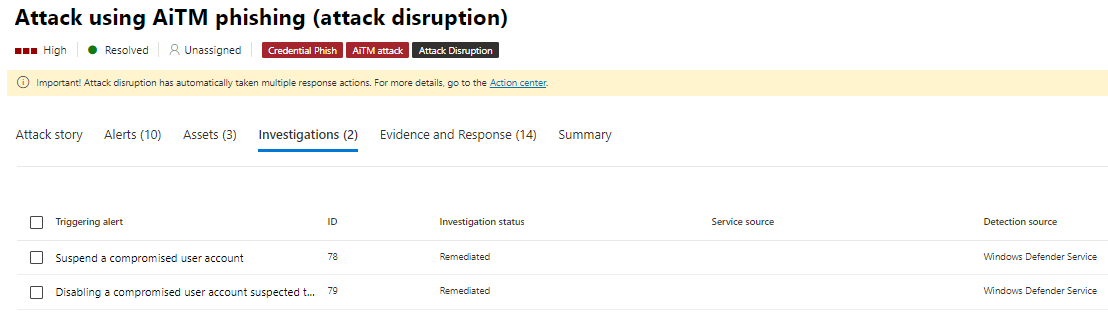 Attack using AiTM phishing (attack disruption)
High Resolved Unassigned Credential Phish AiTM attack Attack Disruption
Important! Attack disruption has automatically taken multiple response actions. For more details, go to the Action center.
Attack story Alerts (10) Assets (3) Investigations (2) Evidence and Response (14) Summary
Triggering alert ID Investigation status Service source Detection source
Suspend a compromised user account 78 Remediated Windows Defender Service
Disabling a compromised user account suspected t... 79 Remediated Windows Defender Service